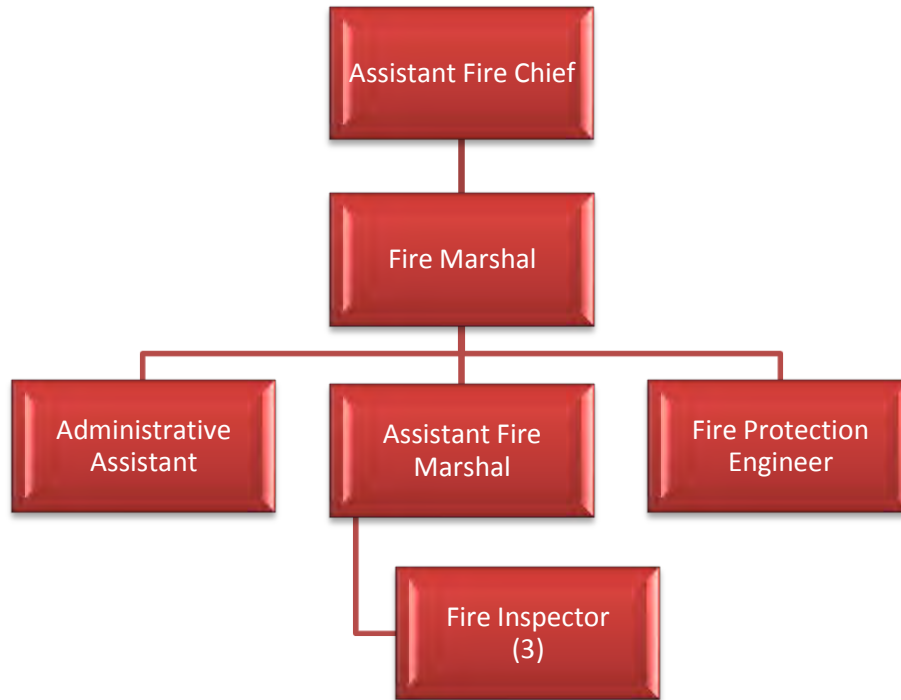 Assistant Fire Chief
Fire Marshal
Administrative
Assistant
Assistant Fire
Marshal
Fire Protection
Engineer
Fire Inspector
(3)